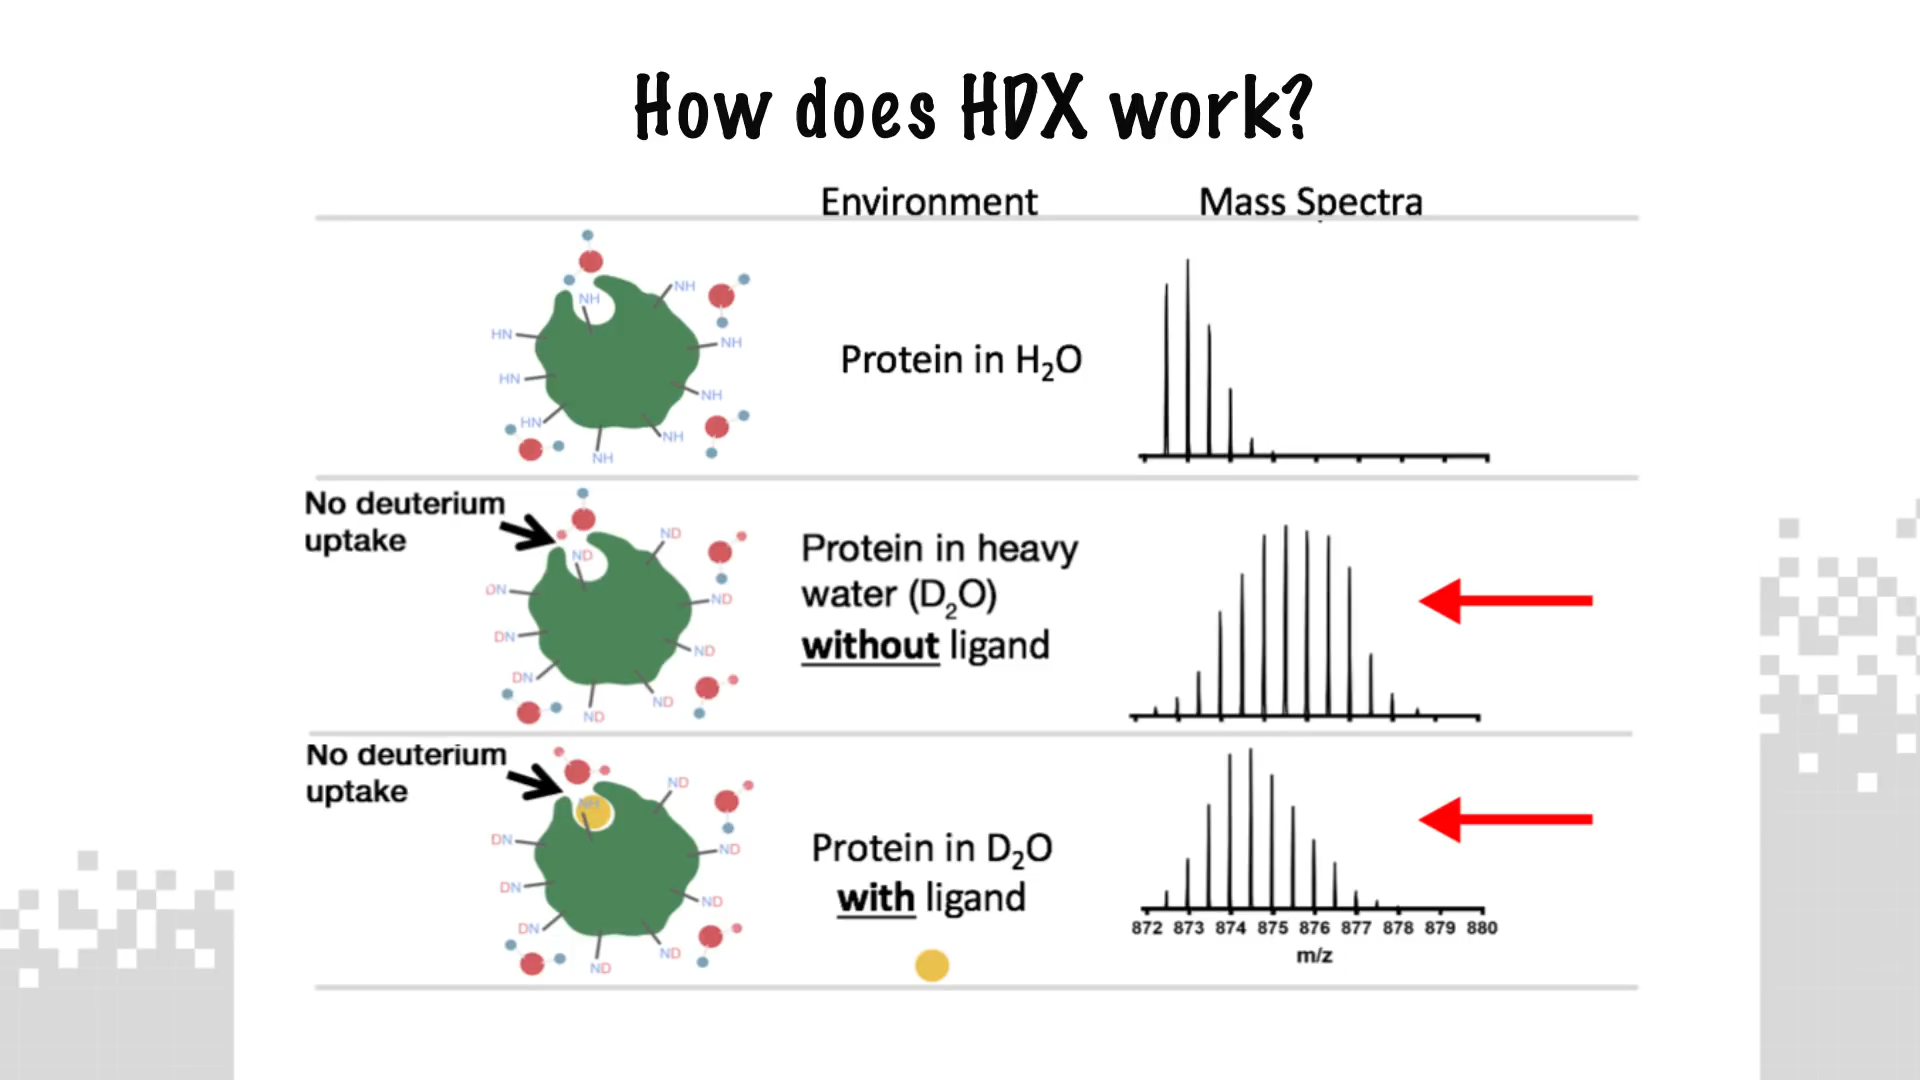 How does HDX work?
Environment
Mass Spectra
NH
NH
HN
NH
HN
NH
HN
NH
NH
Protein in H₂O
No deuterium
uptake
ND
ND
DN
ND
DN
ND
DN
ND
ND
Protein in heavy
water (D₂O)
without ligand
No deuterium
uptake
ND
NH
DN
ND
DN
ND
DN
ND
ND
Protein in D₂O
with ligand
872 873 874 875 876 877 878 879 880
m/z